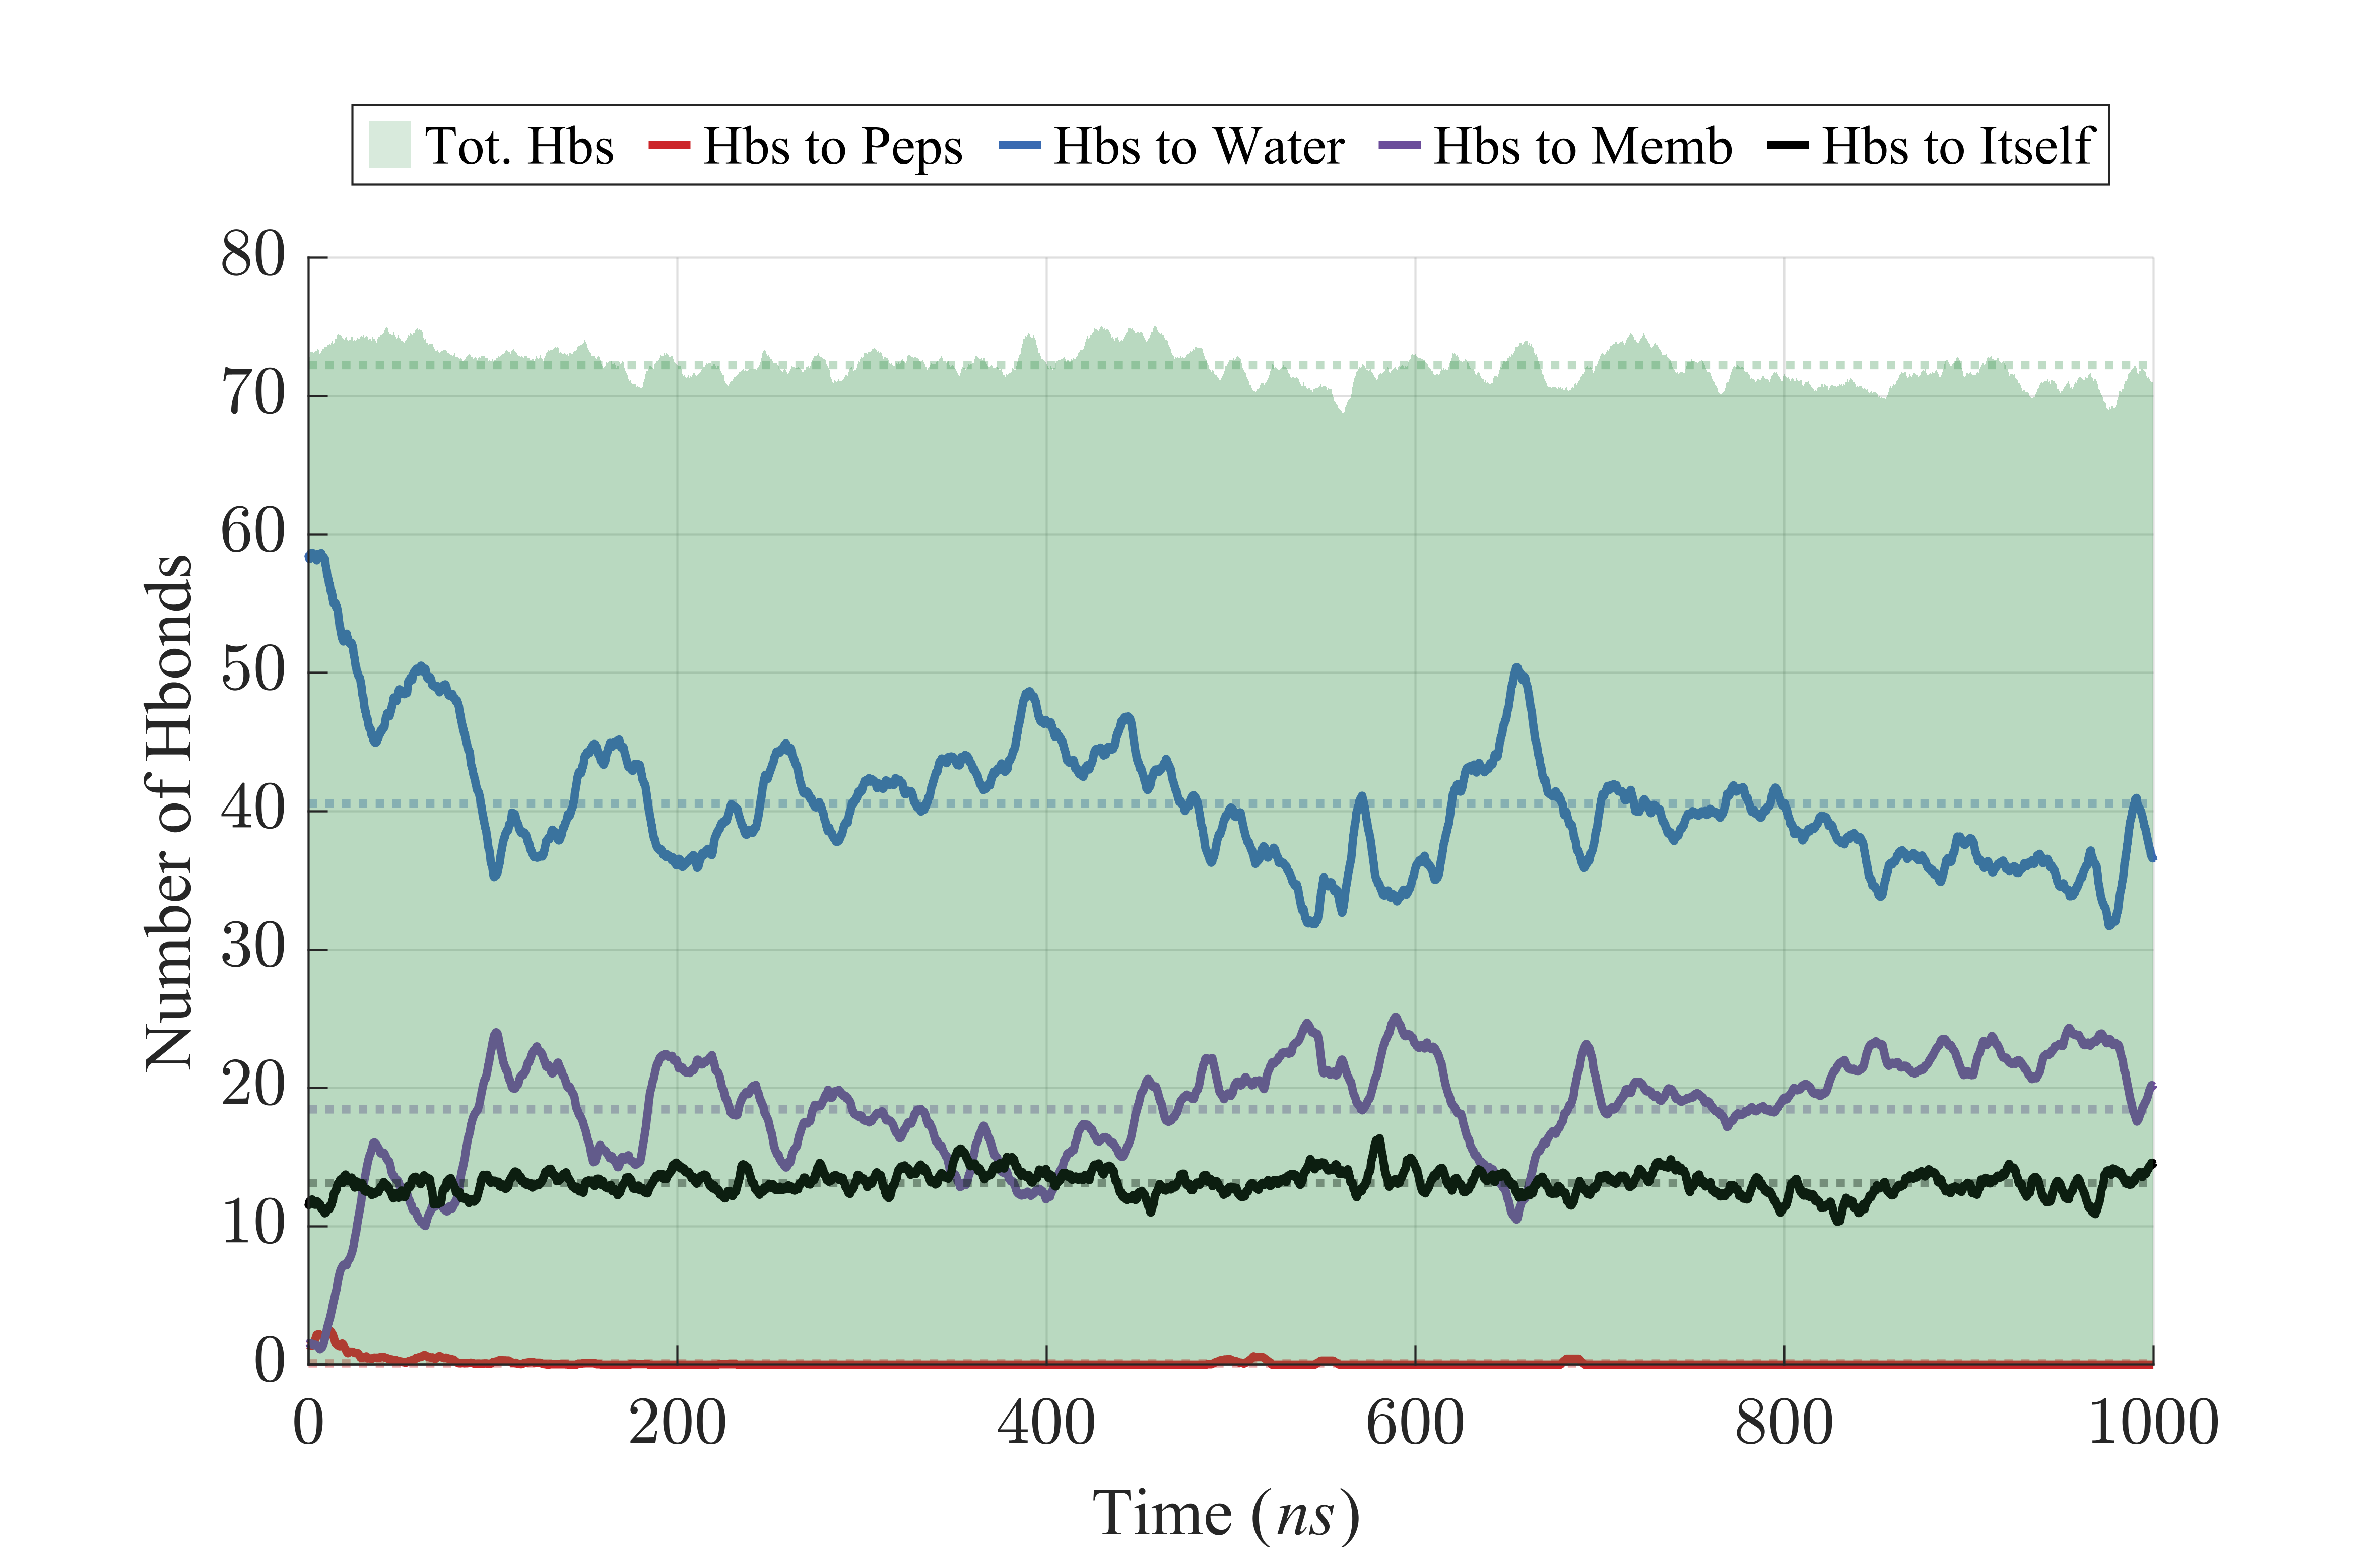 Tot. Hbs Hbs to Peps Hbs to Water Hbs to Memb Hbs to Itself
80
70
60
50
40
30
20
10
0
Number of Hbonds
0 200 400 600 800 1000
Time (ns)